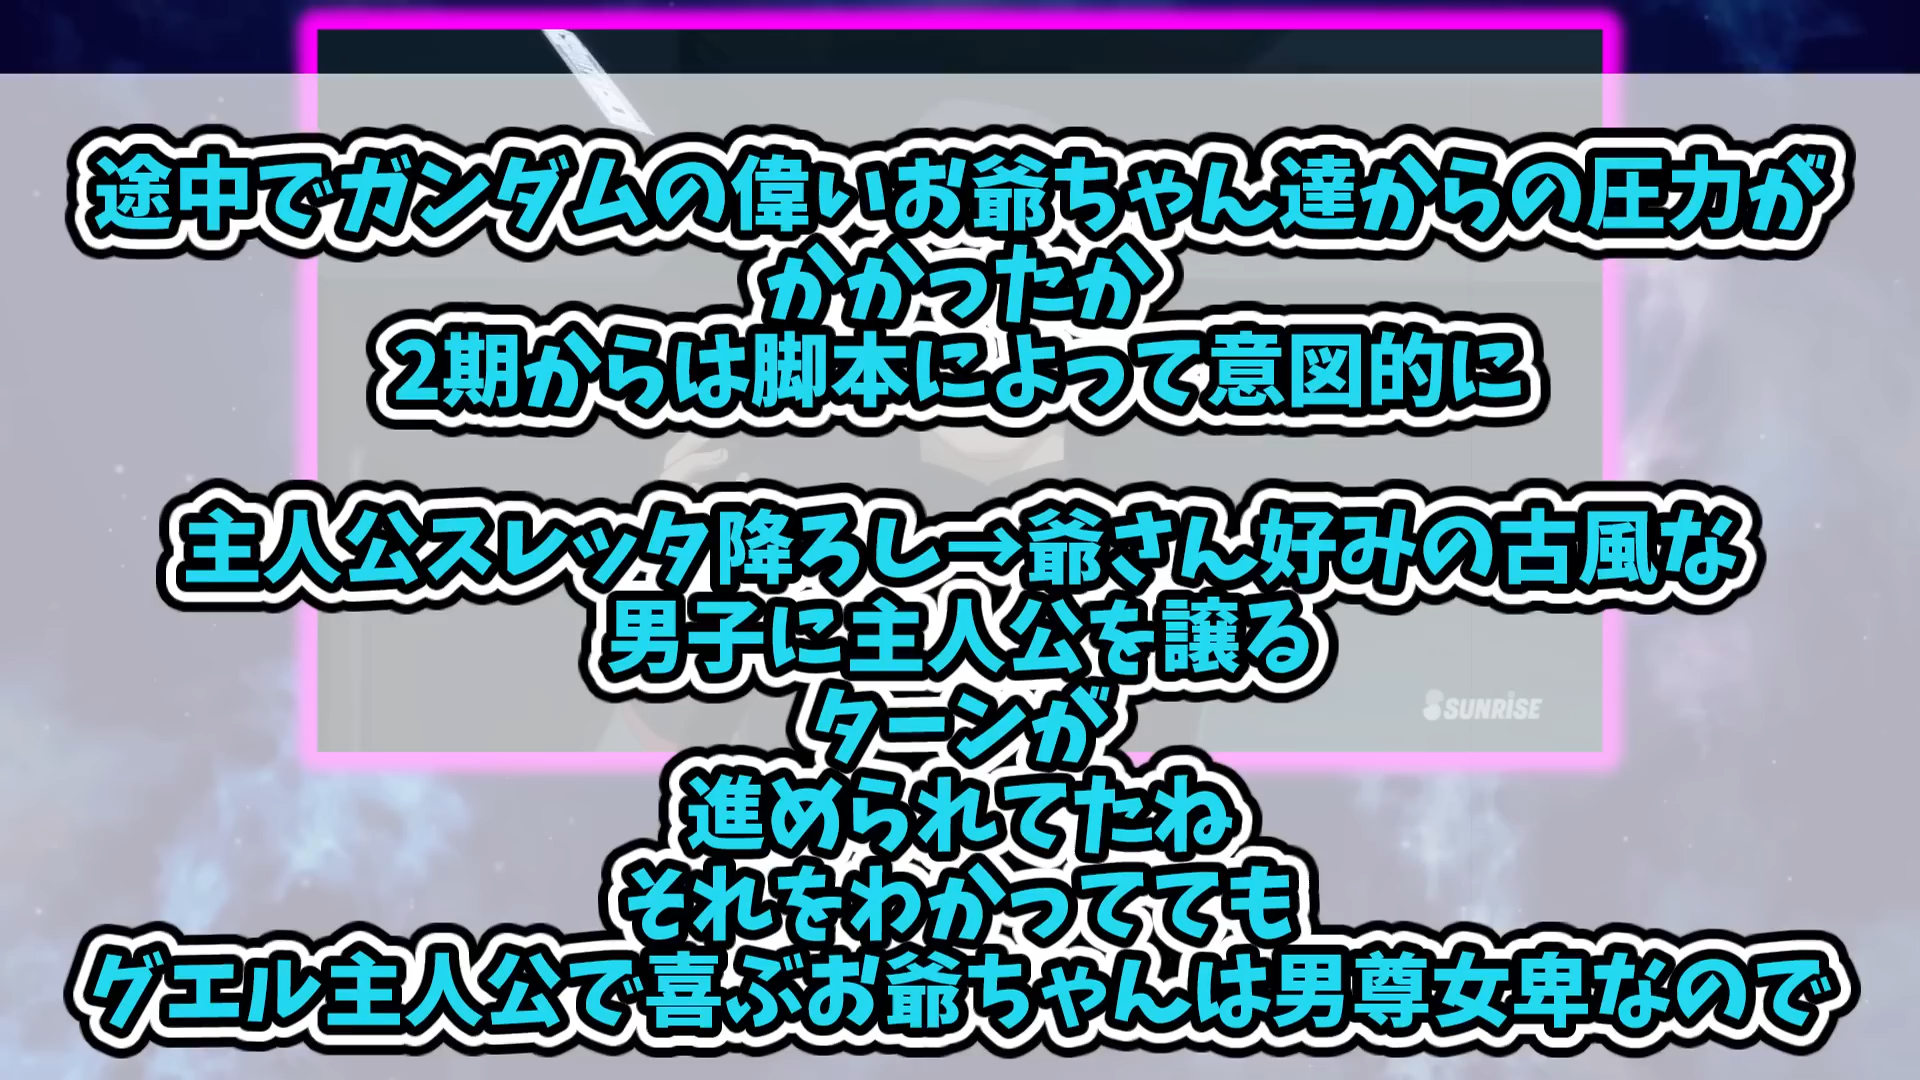 途中でガンダムの偉いお爺ちゃん達からの圧力が
かかったか
2期からは脚本によって意図的に
主人公スレッタ降ろし→爺さん好みの古風な
男子に主人公を譲る
ターンが
進められてたね
それをわかってても
グエル主人公で喜ぶお爺ちゃんは男尊女卑なので
SUNRISE